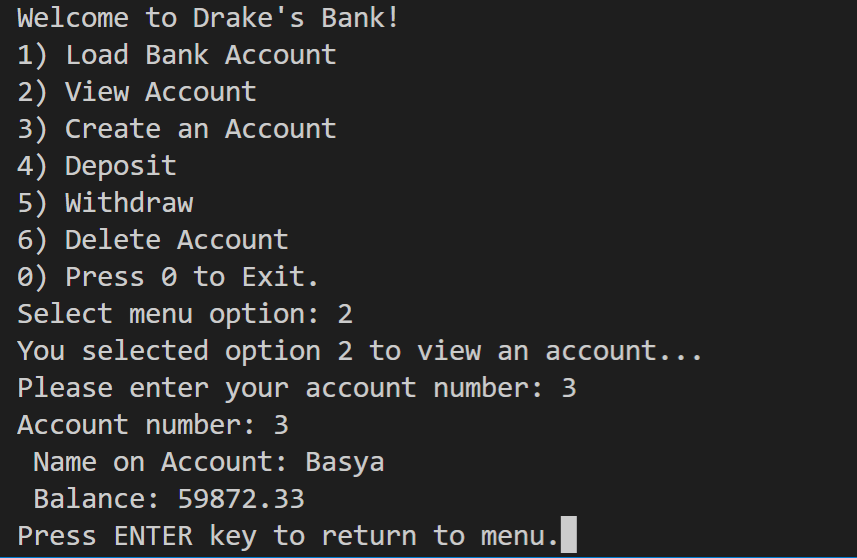 Welcome to Drake's Bank!
1) Load Bank Account
2) View Account
3) Create an Account
4) Deposit
5) Withdraw
6) Delete Account
0) Press 0 to Exit.
Select menu option: 2
You selected option 2 to view an account...
Please enter your account number: 3
Account number: 3
 Name on Account: Basya
 Balance: 59872.33
Press ENTER key to return to menu.